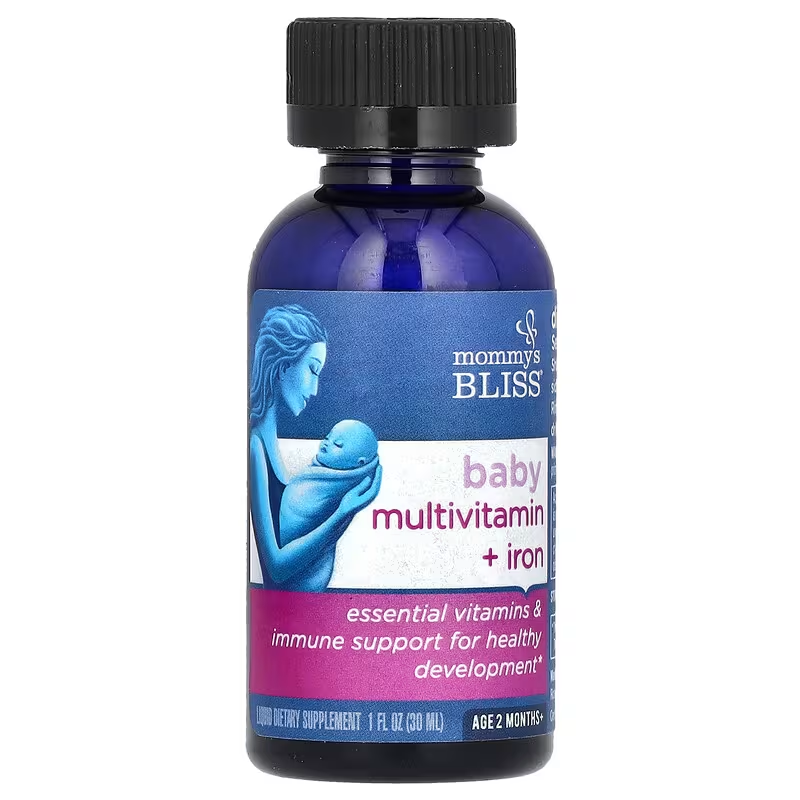 mommy's
BLISS®
baby
multivitamin
+ iron
essential vitamins &
immune support for healthy
development*
LIQUID DIETARY SUPPLEMENT 1 FL OZ (30 ML)
AGE 2 MONTHS+